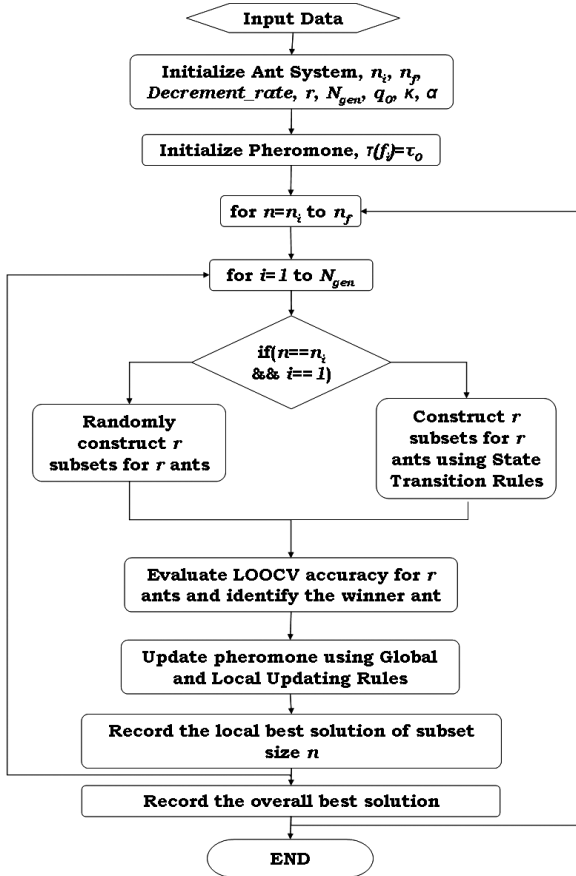 Input Data
Initialize Ant System, nᵢ, n_f,
Decrement_rate, r, N_gen, q₀, κ, α
Initialize Pheromone, τ(fᵢ)=τ₀
for n=nᵢ to n_f
for i=1 to N_gen
if(n==nᵢ
&& i==1)
Randomly
construct r
subsets for r ants
Construct r
subsets for r
ants using State
Transition Rules
Evaluate LOOCV accuracy for r
ants and identify the winner ant
Update pheromone using Global
and Local Updating Rules
Record the local best solution of subset
size n
Record the overall best solution
END